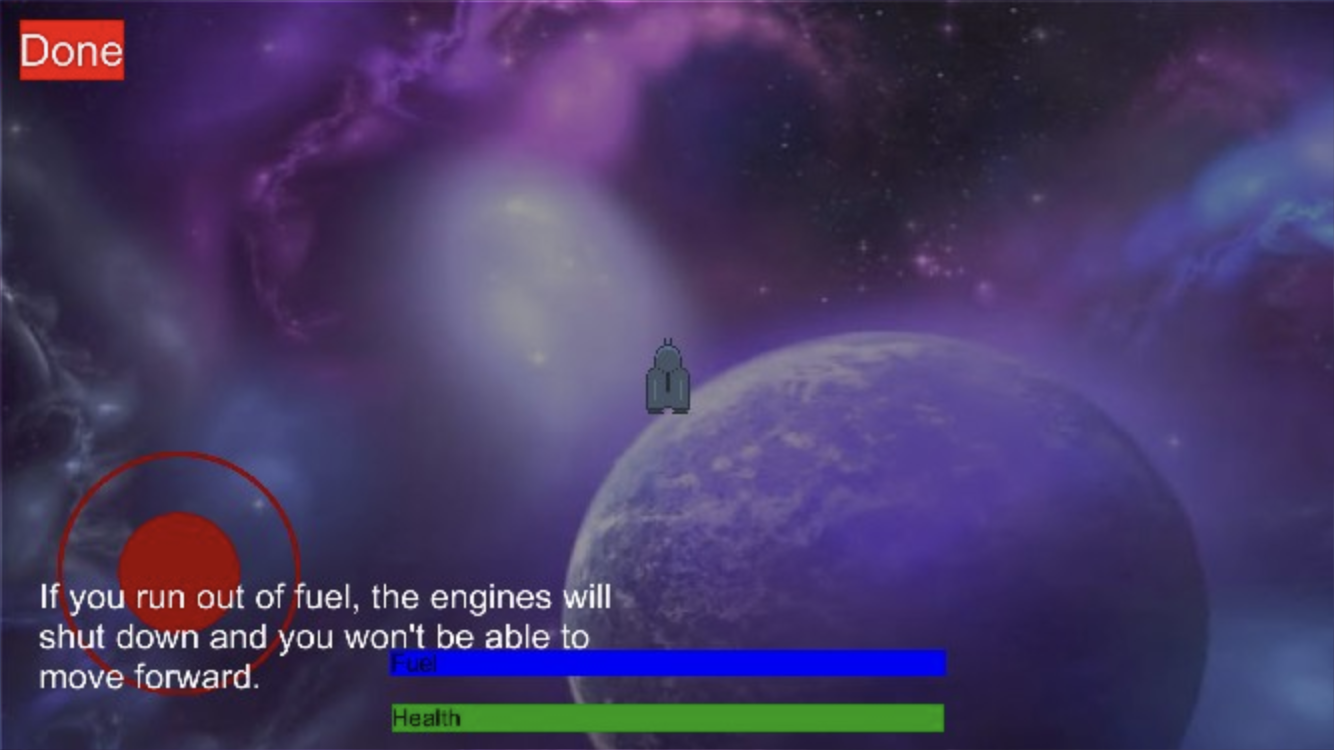 Done
If you run out of fuel, the engines will
shut down and you won't be able to
move forward.
Fuel
Health